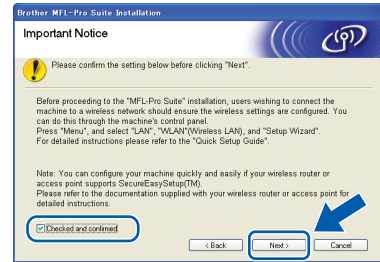 Brother MFL-Pro Suite Installation
Important Notice
Please confirm the setting below before clicking "Next".
Before proceeding to the "MFL-Pro Suite" installation, users wishing to connect the
machine to a wireless network should ensure the wireless settings are configured. You
can do this through the machine's control panel.
Press "Menu", and select "LAN", "WLAN"(Wireless LAN), and "Setup Wizard".
For detailed instructions please refer to the "Quick Setup Guide".
Note: You can configure your machine quickly and easily if your wireless router or
access point supports SecureEasySetup(TM).
Please refer to the documentation supplied with your wireless router or access point for
detailed instructions.
Checked and confirmed
< Back
Next >
Cancel